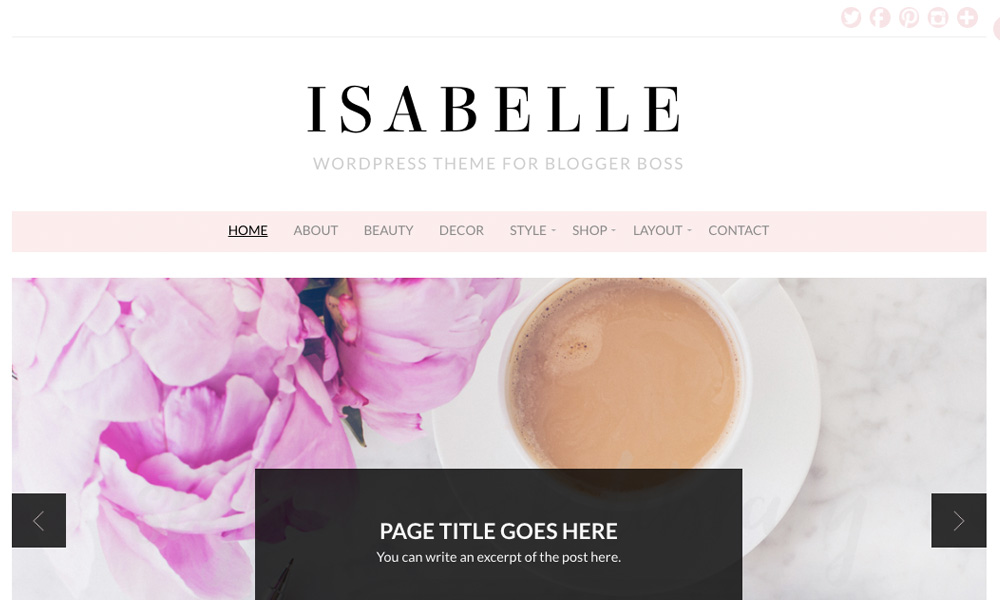 ISABELLE
WORDPRESS THEME FOR BLOGGER BOSS
HOME ABOUT BEAUTY DECOR STYLE SHOP LAYOUT CONTACT
PAGE TITLE GOES HERE
You can write an excerpt of the post here.